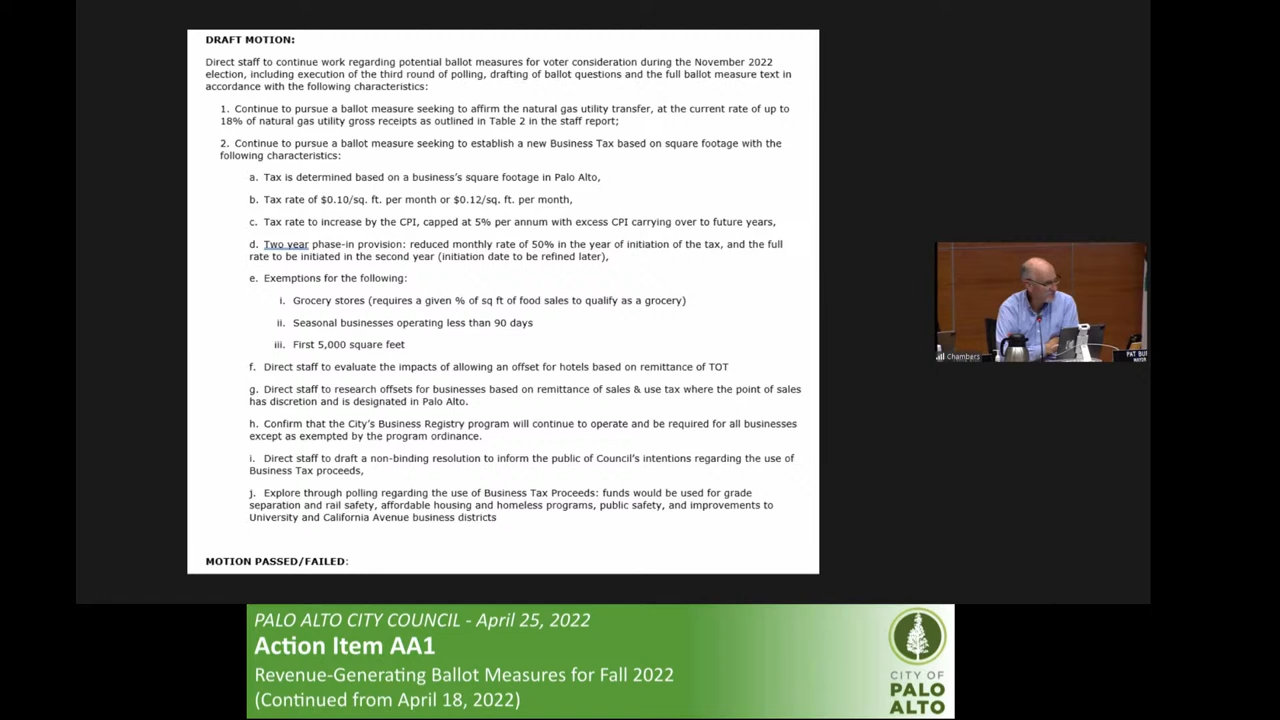 DRAFT MOTION:
Direct staff to continue work regarding potential ballot measures for voter consideration during the November 2022
election, including execution of the third round of polling, drafting of ballot questions and the full ballot measure text in
accordance with the following characteristics:
1. Continue to pursue a ballot measure seeking to affirm the natural gas utility transfer, at the current rate of up to
18% of natural gas utility gross receipts as outlined in Table 2 in the staff report;
2. Continue to pursue a ballot measure seeking to establish a new Business Tax based on square footage with the
following characteristics:
a. Tax is determined based on a business's square footage in Palo Alto,
b. Tax rate of $0.10/sq. ft. per month or $0.12/sq. ft. per month,
c. Tax rate to increase by the CPI, capped at 5% per annum with excess CPI carrying over to future years,
d. Two year phase-in provision: reduced monthly rate of 50% in the year of initiation of the tax, and the full
rate to be initiated in the second year (initiation date to be refined later),
e. Exemptions for the following:
i. Grocery stores (requires a given % of sq ft of food sales to qualify as a grocery)
ii. Seasonal businesses operating less than 90 days
iii. First 5,000 square feet
f. Direct staff to evaluate the impacts of allowing an offset for hotels based on remittance of TOT
g. Direct staff to research offsets for businesses based on remittance of sales & use tax where the point of sales
has discretion and is designated in Palo Alto.
h. Confirm that the City's Business Registry program will continue to operate and be required for all businesses
except as exempted by the program ordinance.
i. Direct staff to draft a non-binding resolution to inform the public of Council's intentions regarding the use of
Business Tax proceeds,
j. Explore through polling regarding the use of Business Tax Proceeds: funds would be used for grade
separation and rail safety, affordable housing and homeless programs, public safety, and improvements to
University and California Avenue business districts
MOTION PASSED/FAILED:
Chambers
PAT BU
MAYOR
PALO ALTO CITY COUNCIL - April 25, 2022
Action Item AA1
Revenue-Generating Ballot Measures for Fall 2022
(Continued from April 18, 2022)
CITY OF
PALO
ALTO